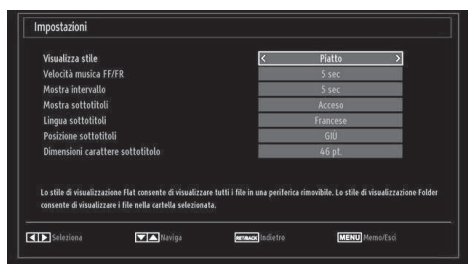 Impostazioni
Visualizza stile < Piatto >
Velocità musica FF/FR 5 sec
Mostra intervallo 5 sec
Mostra sottotitoli Acceso
Lingua sottotitoli Francese
Posizione sottotitoli GIÙ
Dimensioni carattere sottotitolo 46 pt.
Lo stile di visualizzazione Flat consente di visualizzare tutti i file in una periferica rimovibile. Lo stile di visualizzazione Folder
consente di visualizzare i file nella cartella selezionata.
Seleziona Naviga RET/BACK Indietro MENU Memo/Esci